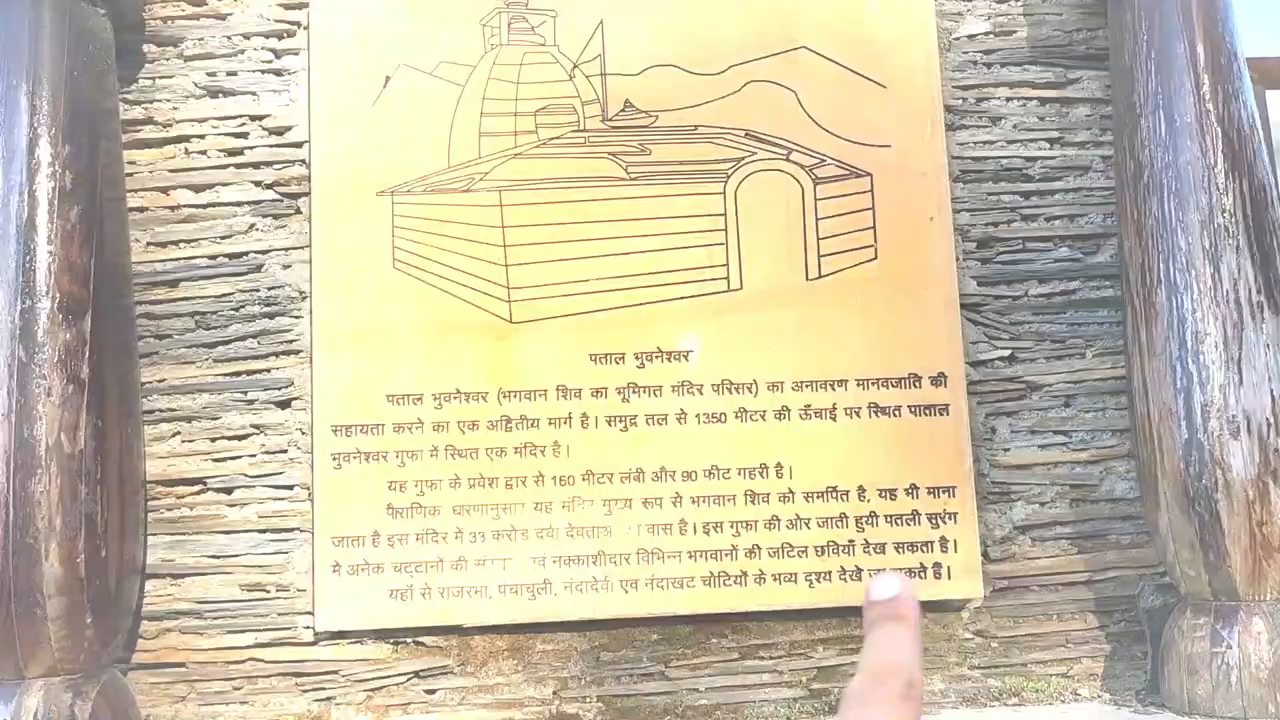 पताल भुवनेश्वर
पताल भुवनेश्वर (भगवान शिव का भूमिगत मंदिर परिसर) का अनावरण मानवजाति की
सहायता करने का एक अद्वितीय मार्ग है। समुद्र तल से 1350 मीटर की ऊँचाई पर स्थित पाताल
भुवनेश्वर गुफा में स्थित एक मंदिर है।
यह गुफा के प्रवेश द्वार से 160 मीटर लंबी और 90 फीट गहरी है।
पौराणिक धारणानुसार यह मंदिर मुख्य रूप से भगवान शिव को समर्पित है, यह भी माना
जाता है इस मंदिर में 33 करोड देवी वास है। इस गुफा की ओर जाती हुयी पतली सुरंग
मे अनेक चट्टानों की नक्काशीदार विभिन्न भगवानों की जटिल छवियाँ देख सकता है।
यहाँ से राजरंभा, पंचाचुली, नंदादेवी एव नंदाखट चोटियों के भव्य दृश्य देखे हैं।